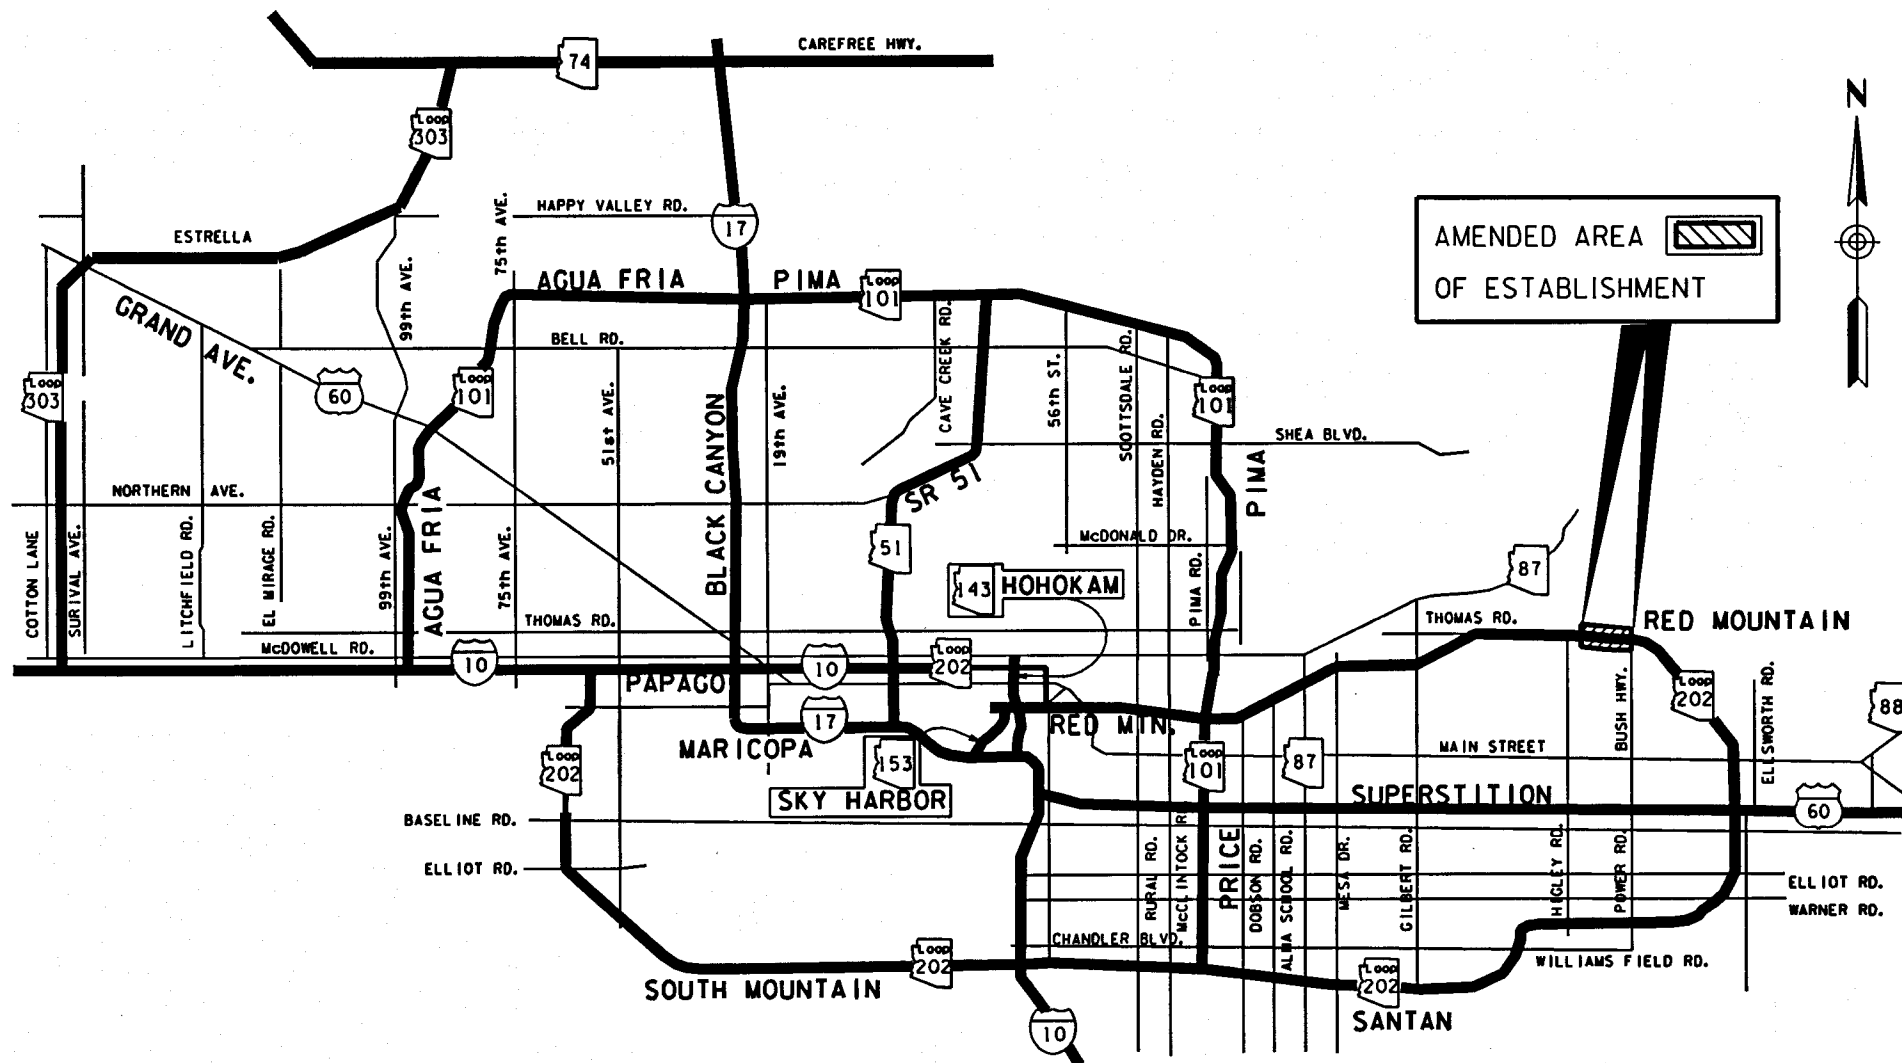 CAREFREE HWY.
74
N
Loop
303
75th AVE.
HAPPY VALLEY RD.
17
ESTRELLA
AMENDED AREA
OF ESTABLISHMENT
99th AVE.
AGUA FRIA
PIMA
Loop
101
GRAND AVE.
BELL RD.
CAVE CREEK RD.
56th ST.
SCOTTSDALE RD.
Loop
303
60
Loop
101
51st AVE.
BLACK CANYON
19th AVE.
HAYDEN RD.
Loop
101
SHEA BLVD.
PIMA
NORTHERN AVE.
SR 51
COTTON LANE
SURIVAL AVE.
LITCHFIELD RD.
EL MIRAGE RD.
99th AVE.
AGUA FRIA
75th AVE.
51
McDONALD DR.
143
HOHOKAM
PIMA RD.
87
THOMAS RD.
THOMAS RD.
RED MOUNTAIN
McDOWELL RD.
10
10
Loop
202
PAPAGO
BUSH HWY.
Loop
202
ELLSWORTH RD.
88
17
RED MTN.
MARICOPA
MAIN STREET
Loop
202
153
Loop
101
87
SKY HARBOR
SUPERSTITION
60
BASELINE RD.
ELLIOT RD.
RURAL RD.
McCLINTOCK R
PRICE
DOBSON RD.
ALMA SCHOOL RD.
MESA DR.
GILBERT RD.
HIGLEY RD.
POWER RD.
ELLIOT RD.
WARNER RD.
CHANDLER BLVD.
Loop
202
WILLIAMS FIELD RD.
SOUTH MOUNTAIN
Loop
202
10
SANTAN